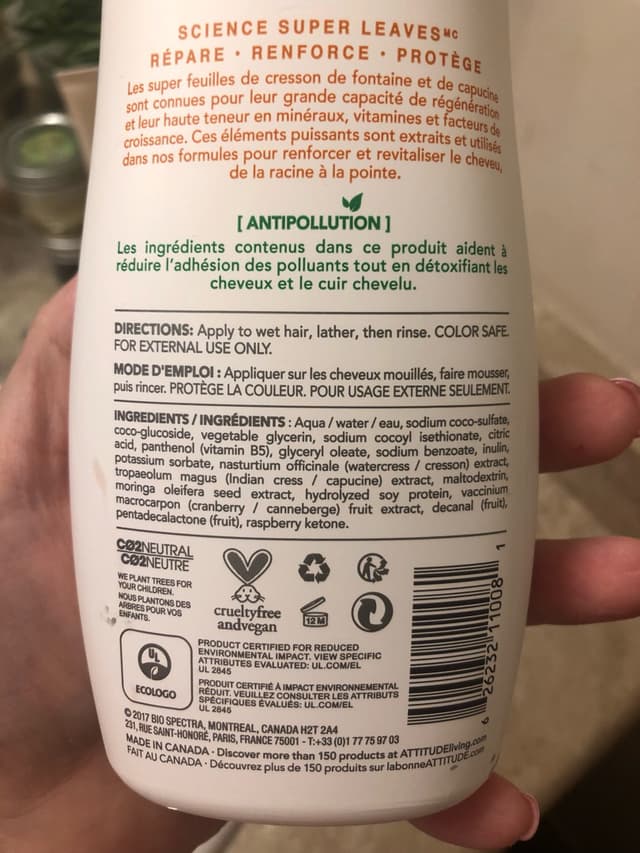 SCIENCE SUPER LEAVES MC
RÉPARE • RENFORCE • PROTÈGE
Les super feuilles de cresson de fontaine et de capucine
sont connues pour leur grande capacité de régénération
et leur haute teneur en minéraux, vitamines et facteurs de
croissance. Ces éléments puissants sont extraits et utilisés
dans nos formules pour renforcer et revitaliser le cheveu,
de la racine à la pointe.
[ ANTIPOLLUTION ]
Les ingrédients contenus dans ce produit aident à
réduire l'adhésion des polluants tout en détoxifiant les
cheveux et le cuir chevelu.
DIRECTIONS: Apply to wet hair, lather, then rinse. COLOR SAFE.
FOR EXTERNAL USE ONLY.
MODE D'EMPLOI : Appliquer sur les cheveux mouillés, faire mousser,
puis rincer. PROTÈGE LA COULEUR. POUR USAGE EXTERNE SEULEMENT.
INGREDIENTS / INGRÉDIENTS : Aqua / water / eau, sodium coco-sulfate,
coco-glucoside, vegetable glycerin, sodium cocoyl isethionate, citric
acid, panthenol (vitamin B5), glyceryl oleate, sodium benzoate, inulin,
potassium sorbate, nasturtium officinale (watercress / cresson) extract,
tropaeolum magus (Indian cress / capucine) extract, maltodextrin,
moringa oleifera seed extract, hydrolyzed soy protein, vaccinium
macrocarpon (cranberry / canneberge) fruit extract, decanal (fruit),
pentadecalactone (fruit), raspberry ketone.
CØ2NEUTRAL
CØ2NEUTRE
WE PLANT TREES FOR
YOUR CHILDREN.
NOUS PLANTONS DES
ARBRES POUR VOS
ENFANTS.
crueltyfree
andvegan
12 M
UL
ECOLOGO
PRODUCT CERTIFIED FOR REDUCED
ENVIRONMENTAL IMPACT. VIEW SPECIFIC
ATTRIBUTES EVALUATED: UL.COM/EL
UL 2845
PRODUIT CERTIFIÉ À IMPACT ENVIRONNEMENTAL
RÉDUIT. VEUILLEZ CONSULTER LES ATTRIBUTS
SPÉCIFIQUES ÉVALUÉS: UL.COM/EL
UL 2845
6 26232 11008 1
© 2017 BIO SPECTRA, MONTREAL, CANADA H2T 2A4
231, RUE SAINT-HONORÉ, PARIS, FRANCE 75001 - T:+33 (0)1 77 75 97 03
MADE IN CANADA · Discover more than 150 products at ATTITUDEliving.com
FAIT AU CANADA · Découvrez plus de 150 produits sur labonneATTITUDE.com